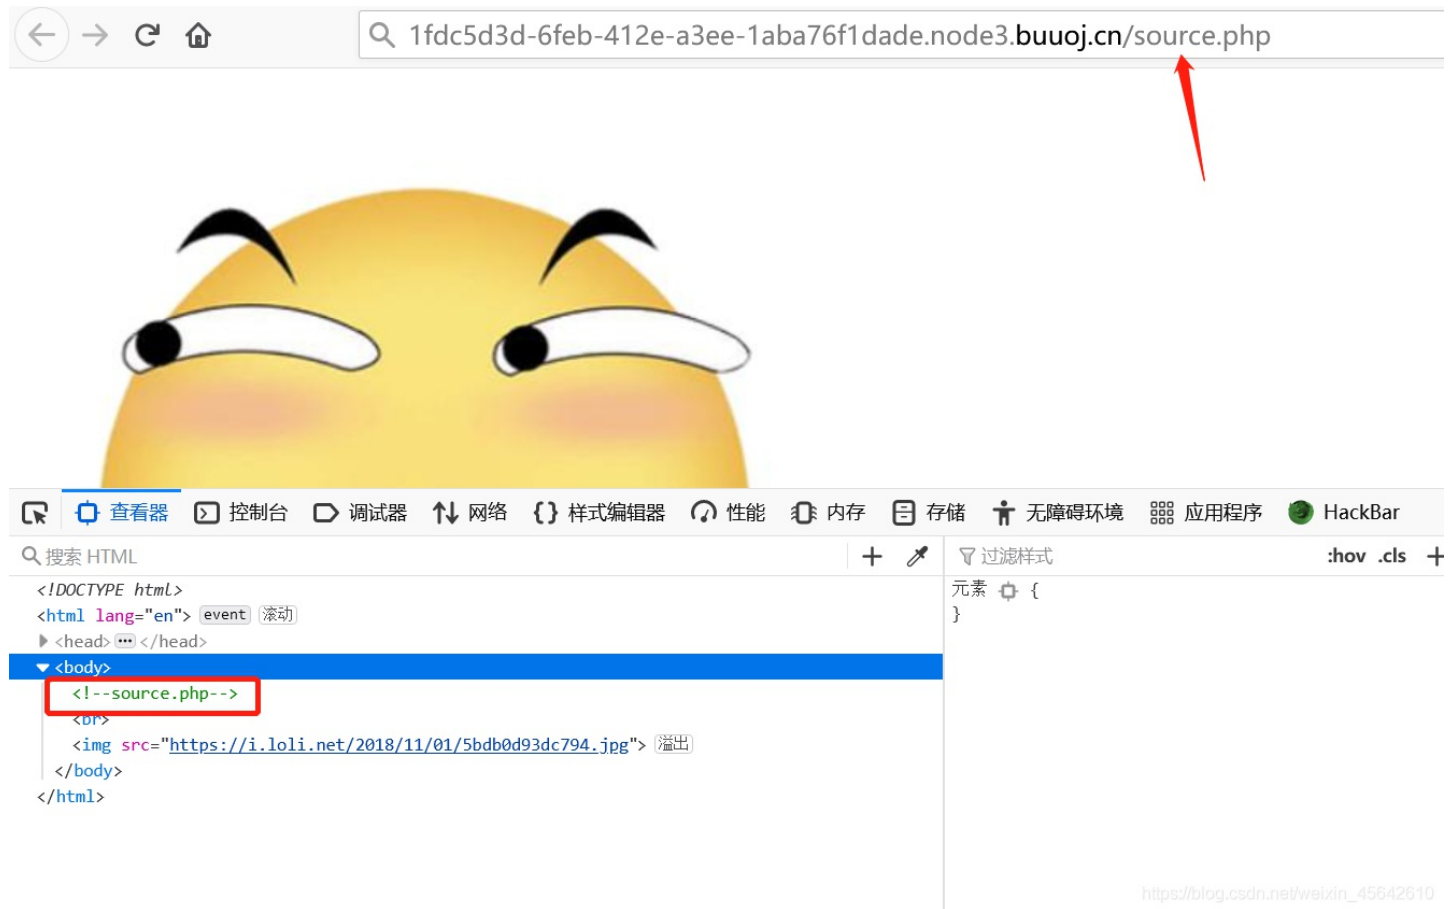 1fdc5d3d-6feb-412e-a3ee-1aba76f1dade.node3.buuoj.cn/source.php
查看器 控制台 调试器 网络 样式编辑器 性能 内存 存储 无障碍环境 应用程序 HackBar
搜索 HTML
过滤样式 :hov .cls
<!DOCTYPE html>
<html lang="en"> event 滚动
<head> ••• </head>
<body>
<!--source.php-->
<br>
<img src="https://i.loli.net/2018/11/01/5bdb0d93dc794.jpg"> 溢出
</body>
</html>
元素 {
}
https://blog.csdn.net/weixin_45642610